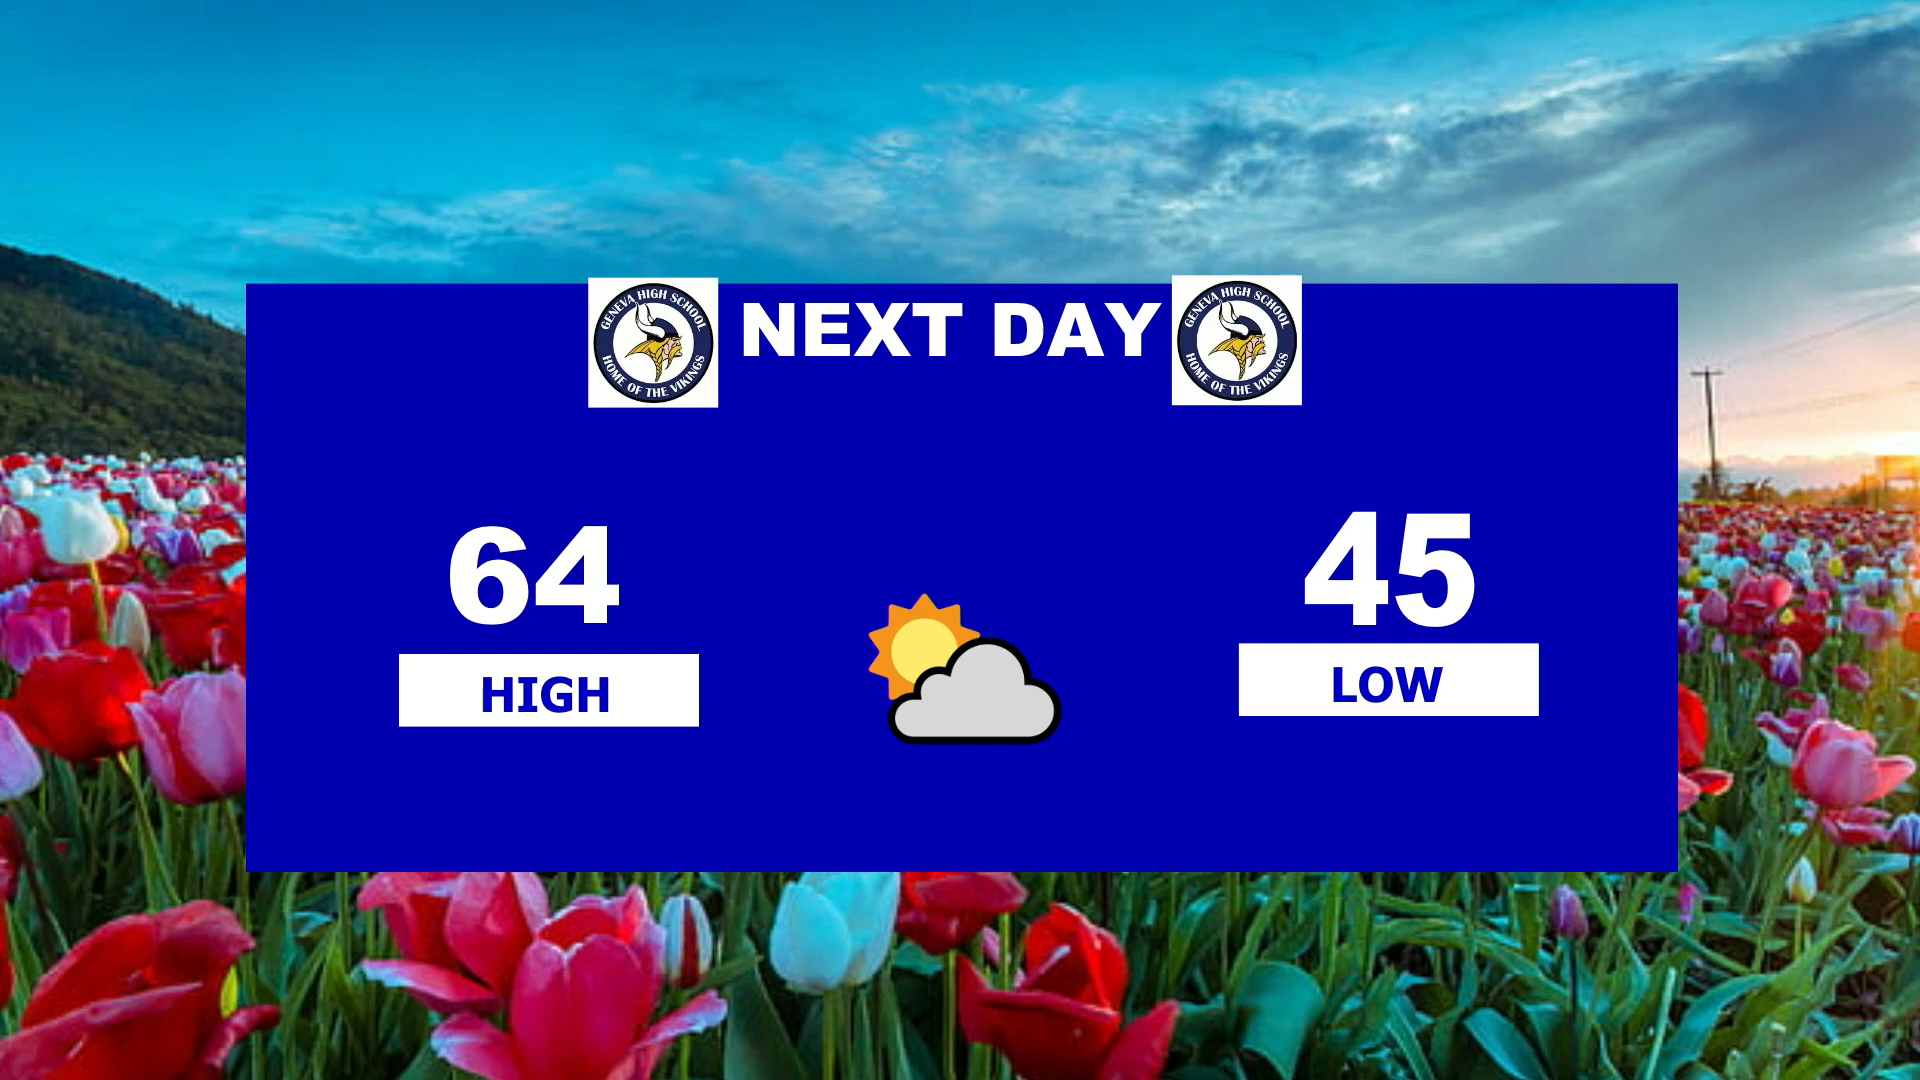 GENEVA HIGH SCHOOL
HOME OF THE VIKINGS
NEXT DAY
GENEVA HIGH SCHOOL
HOME OF THE VIKINGS
64
45
HIGH
LOW